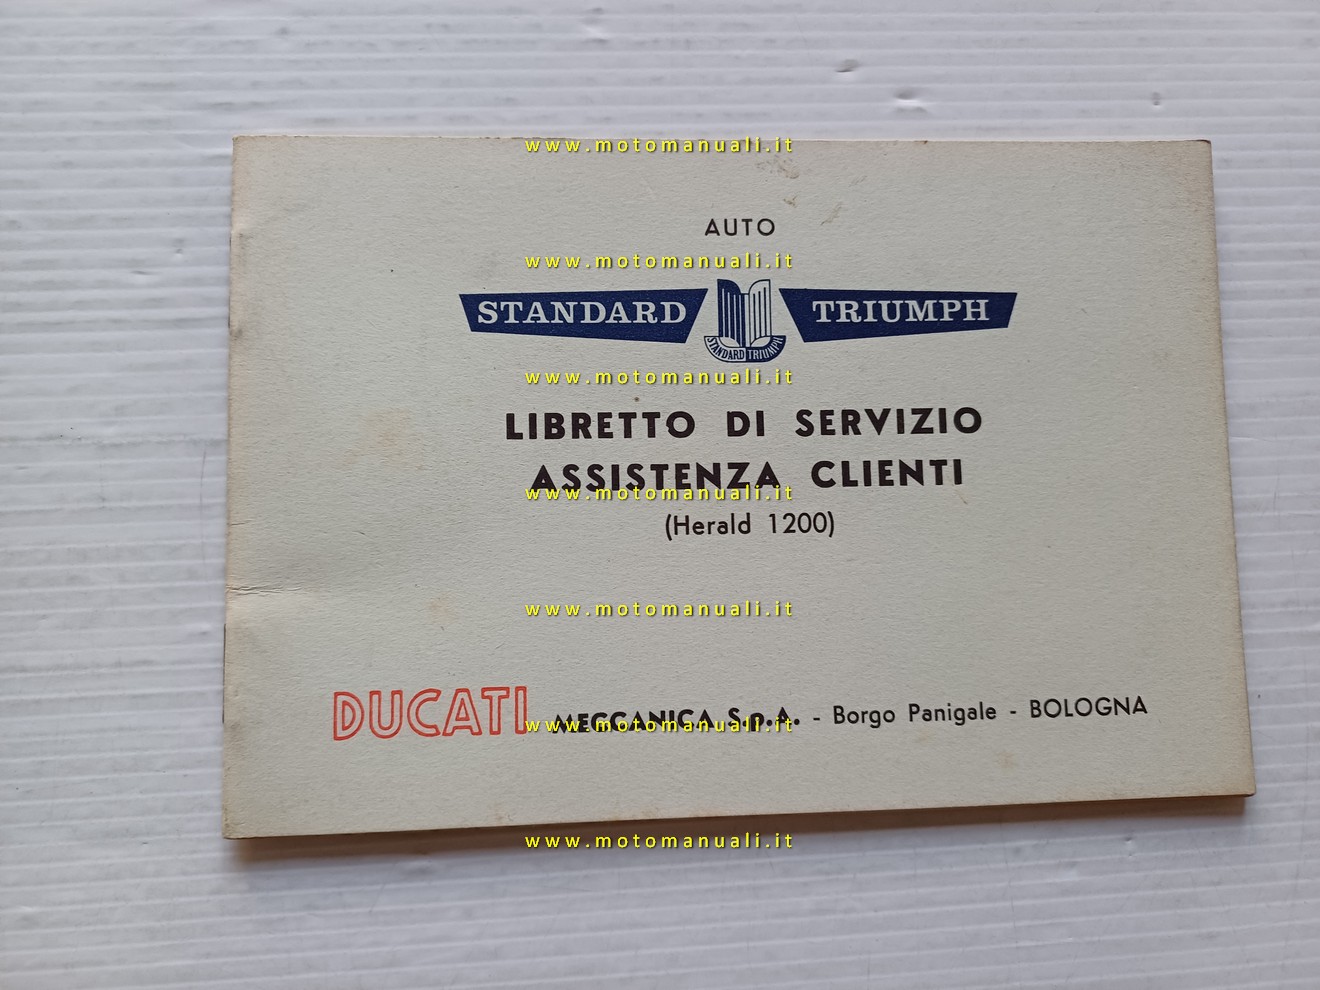 www.motomanuali.it
AUTO
www.motomanuali.it
STANDARD TRIUMPH
STANDARD TRIUMPH
www.motomanuali.it
LIBRETTO DI SERVIZIO
ASSISTENZA CLIENTI
www.motomanuali.it
(Herald 1200)
www.motomanuali.it
DUCATI MECCANICA S.p.A. - Borgo Panigale - BOLOGNA
www.motomanuali.it
www.motomanuali.it